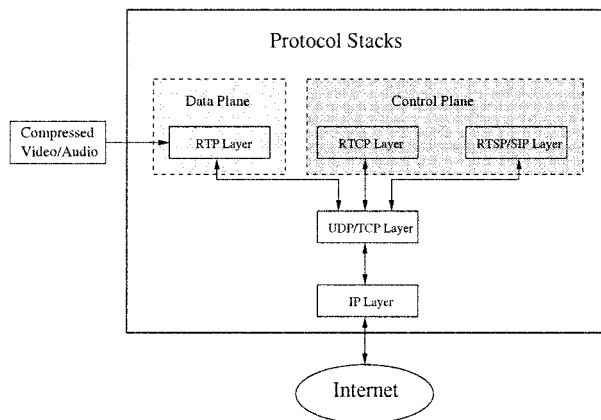 Protocol Stacks
Data Plane
Control Plane
Compressed
Video/Audio
RTP Layer
RTCP Layer
RTSP/SIP Layer
UDP/TCP Layer
IP Layer
Internet